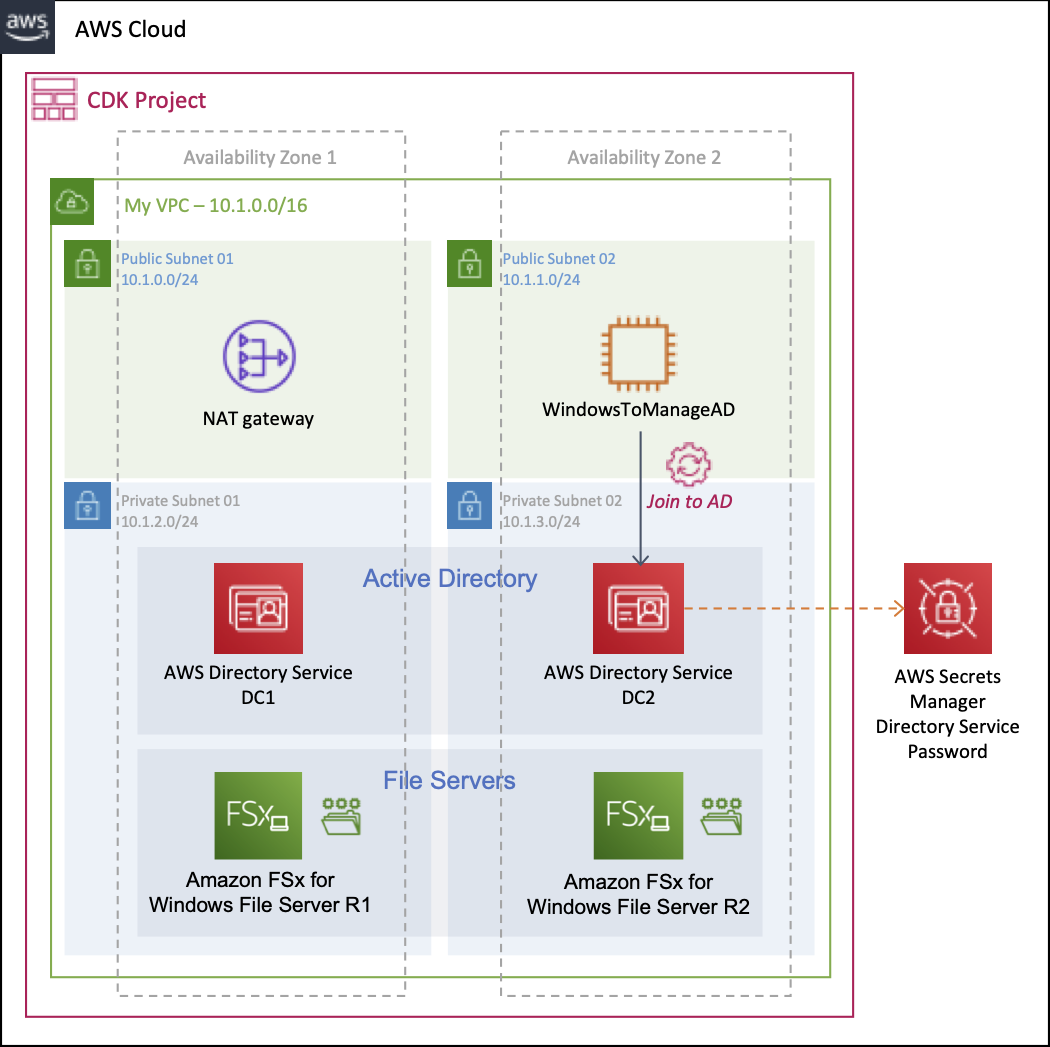 aws
AWS Cloud
CDK Project
Availability Zone 1
Availability Zone 2
My VPC – 10.1.0.0/16
Public Subnet 01
10.1.0.0/24
Public Subnet 02
10.1.1.0/24
NAT gateway
WindowsToManageAD
Join to AD
Private Subnet 01
10.1.2.0/24
Private Subnet 02
10.1.3.0/24
Active Directory
AWS Directory Service
DC1
AWS Directory Service
DC2
AWS Secrets
Manager
Directory Service
Password
File Servers
FSx
FSx
Amazon FSx for
Windows File Server R1
Amazon FSx for
Windows File Server R2